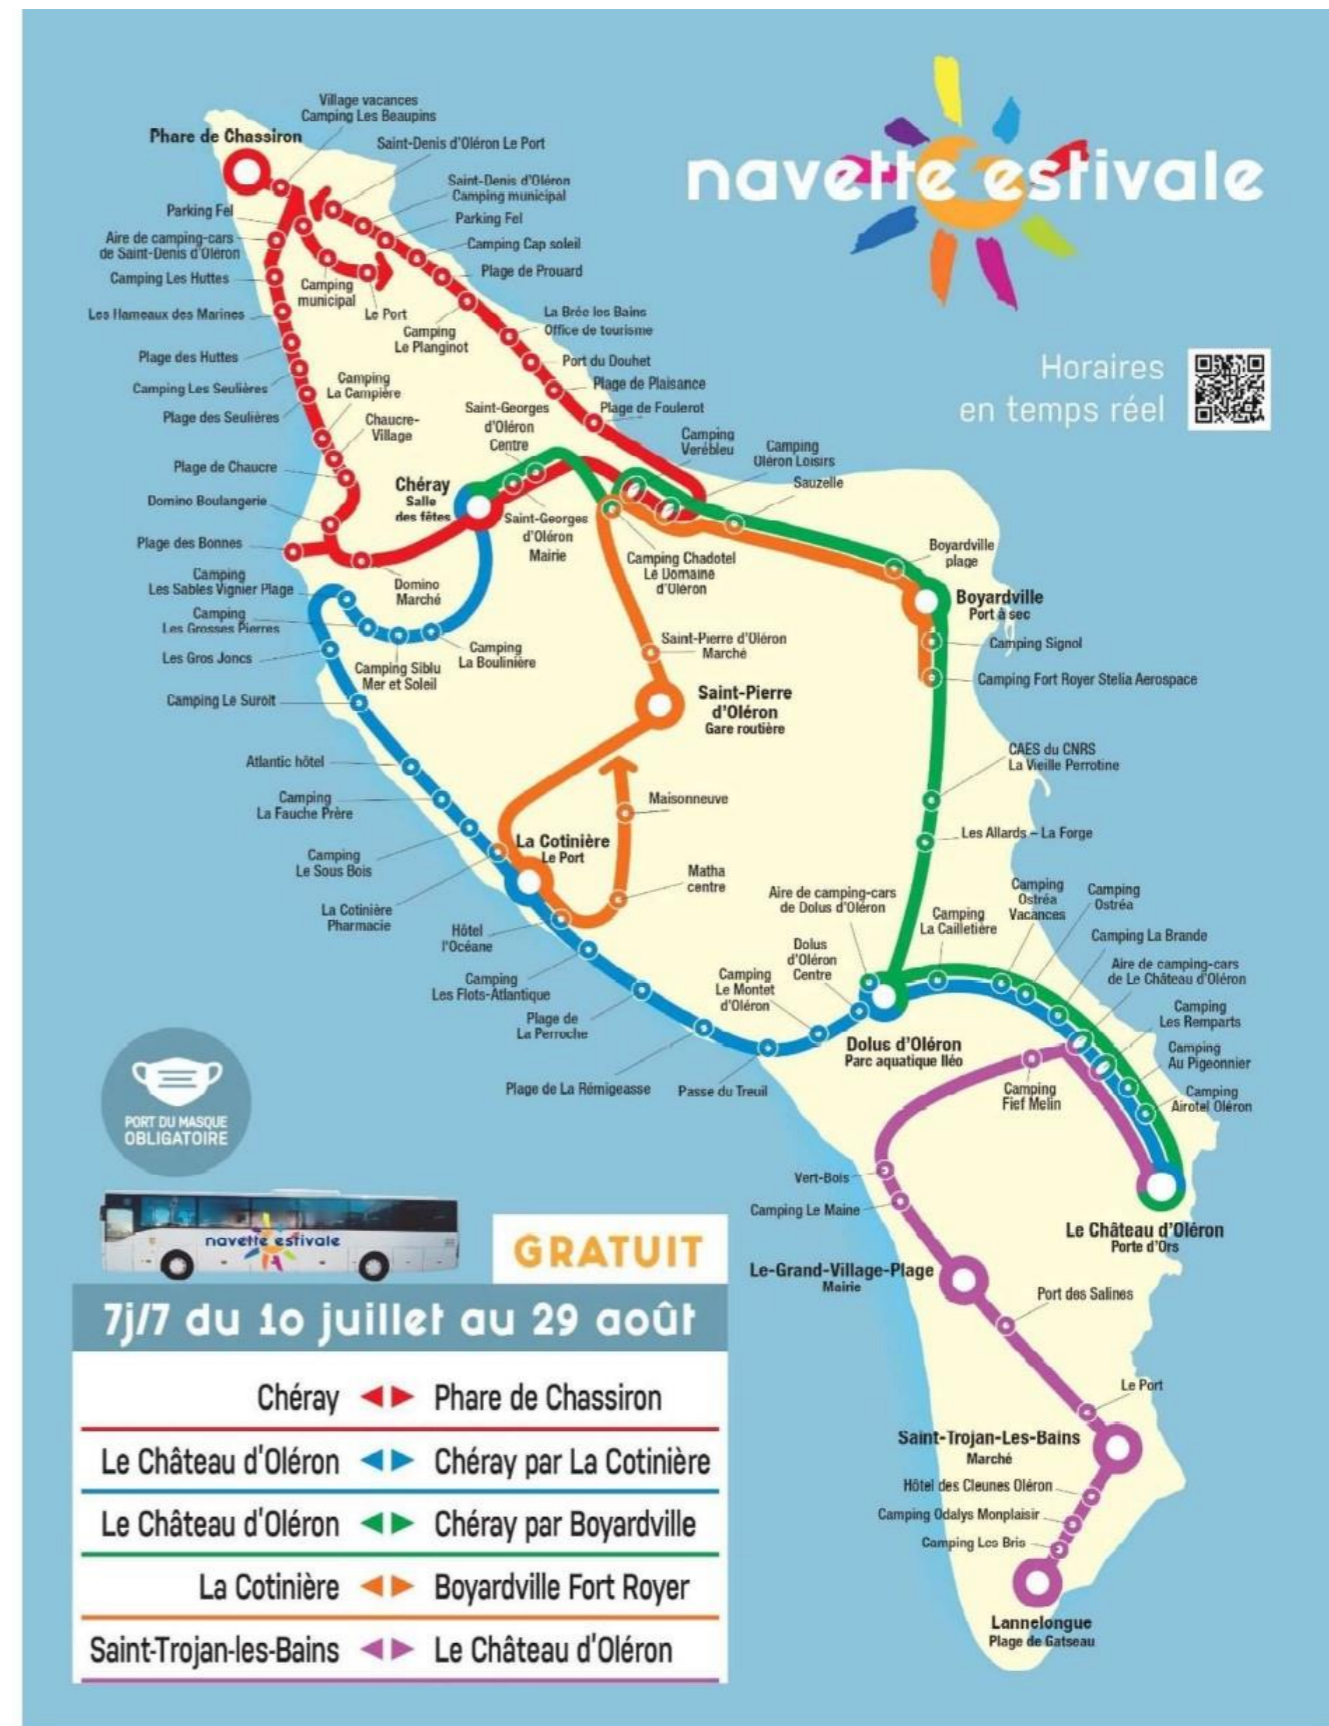 navette estivale
Horaires
en temps réel
Village vacances
Camping Les Beaupins
Phare de Chassiron
Saint-Denis d'Oléron Le Port
Saint-Denis d'Oléron
Camping municipal
Parking Fel
Parking Fel
Aire de camping-cars
de Saint-Denis d'Oléron
Camping Cap soleil
Camping Les Huttes
Camping
municipal
Plage de Prouard
Les Hameaux des Marines
Le Port
La Brée les Bains
Office de tourisme
Camping
Le Planginot
Plage des Huttes
Port du Douhet
Camping Les Seulières
Camping
La Campière
Plage de Plaisance
Plage des Seulières
Chaucre-
Village
Saint-Georges
d'Oléron
Centre
Plage de Foulerot
Camping
Verébleu
Camping
Oléron Loisirs
Plage de Chaucre
Chéray
Salle
des fêtes
Sauzelle
Domino Boulangerie
Saint-Georges
d'Oléron
Mairie
Plage des Bonnes
Boyardville
plage
Camping Chadotel
Le Domaine
d'Oléron
Domino
Marché
Camping
Les Sables Vignier Plage
Boyardville
Port à sec
Camping
Les Grosses Pierres
Saint-Pierre d'Oléron
Marché
Camping Signol
Les Gros Joncs
Camping
La Boulinière
Camping Siblu
Mer et Soleil
Camping Fort Royer Stelia Aerospace
Camping Le Suroit
Saint-Pierre
d'Oléron
Gare routière
Atlantic hôtel
CAES du CNRS
La Vieille Perrotine
Camping
La Fauche Prère
Maisonneuve
Les Allards – La Forge
La Cotinière
Le Port
Camping
Le Sous Bois
Matha
centre
Aire de camping-cars
de Dolus d'Oléron
Camping
Ostréa
Vacances
Camping
Ostréa
La Cotinière
Pharmacie
Camping
La Cailletière
Hôtel
l'Océane
Dolus
d'Oléron
Centre
Camping La Brande
Camping
Les Flots-Atlantique
Camping
Le Montet
d'Oléron
Aire de camping-cars
de Le Château d'Oléron
Plage de
La Perroche
Camping
Les Remparts
Dolus d'Oléron
Parc aquatique Iléo
Camping
Au Pigeonnier
Plage de La Rémigeasse
Passe du Treuil
Camping
Fief Melin
Camping
Airotel Oléron
PORT DU MASQUE
OBLIGATOIRE
Vert-Bois
Camping Le Maine
Le Château d'Oléron
Porte d'Ors
Le-Grand-Village-Plage
Mairie
Port des Salines
Le Port
Saint-Trojan-Les-Bains
Marché
Hôtel des Cleunes Oléron
Camping Odalys Monplaisir
Camping Los Bris
Lannelongue
Plage de Gatseau
navette estivale
GRATUIT
7j/7 du 10 juillet au 29 août
Chéray ◀▶ Phare de Chassiron
Le Château d'Oléron ◀▶ Chéray par La Cotinière
Le Château d'Oléron ◀▶ Chéray par Boyardville
La Cotinière ◀▶ Boyardville Fort Royer
Saint-Trojan-les-Bains ◀▶ Le Château d'Oléron